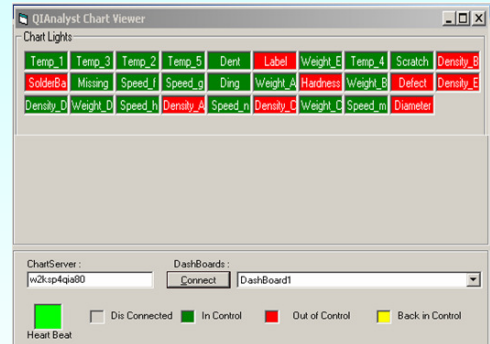 QIAnalyst Chart Viewer
Chart Lights
Temp_1 Temp_3 Temp_2 Temp_5 Dent Label Weight_E Temp_4 Scratch Density_B
SolderBa Missing Speed_f Speed_g Ding Weight_A Hardness Weight_B Defect Density_E
Density_D Weight_D Speed_h Density_A Speed_n Density_C Weight_C Speed_m Diameter
ChartServer : DashBoards :
w2ksp4qia80 Connect DashBoard1
Dis Connected In Control Out of Control Back in Control
Heart Beat